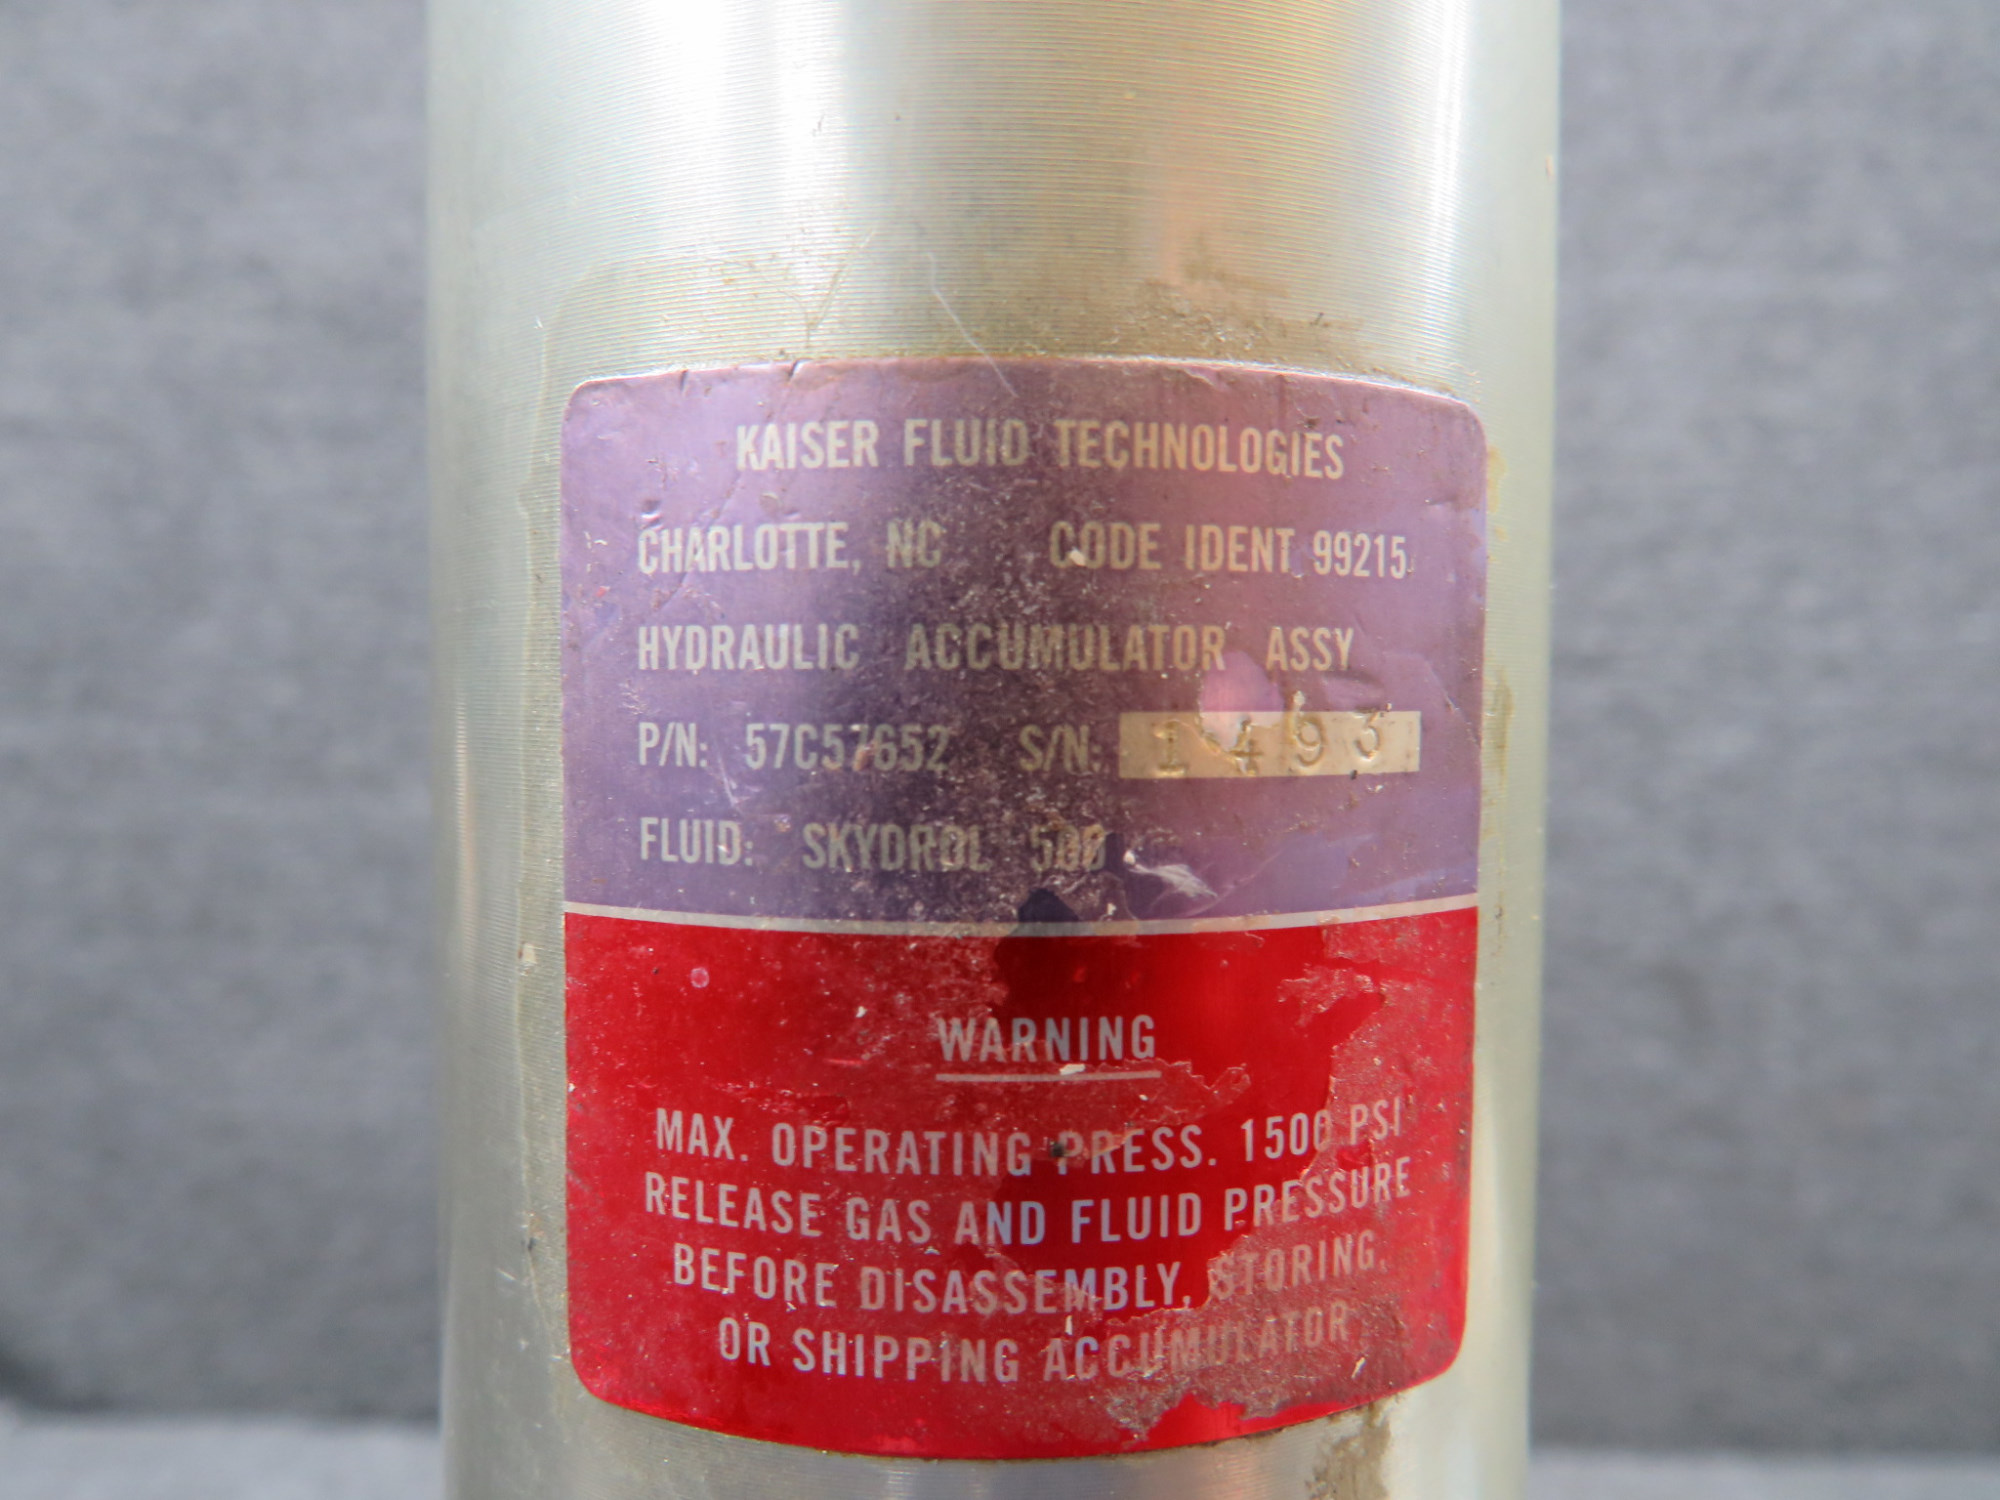 KAISER FLUID TECHNOLOGIES
CHARLOTTE, NC CODE IDENT 99215
HYDRAULIC ACCUMULATOR ASSY
P/N: 57C57652 S/N: 1493
FLUID: SKYDROL 500
WARNING
MAX. OPERATING PRESS. 1500 PSI
RELEASE GAS AND FLUID PRESSURE
BEFORE DISASSEMBLY, STORING,
OR SHIPPING ACCUMULATOR